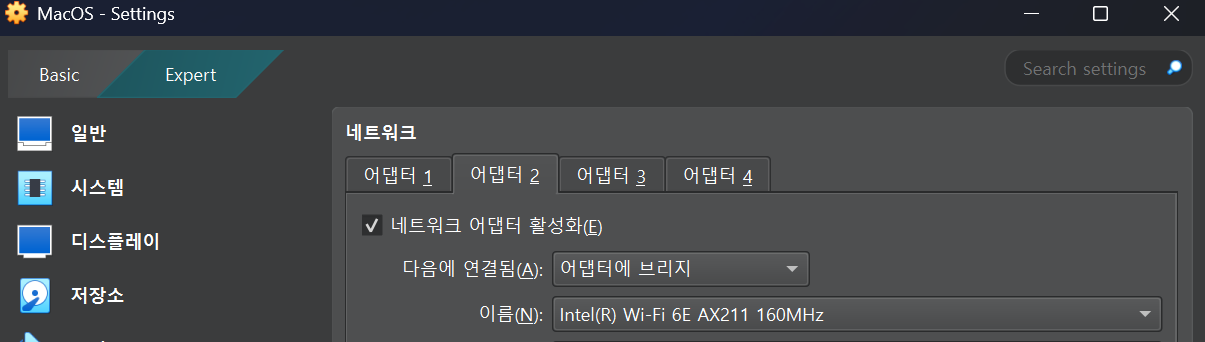 MacOS - Settings
Basic Expert Search settings
일반
시스템
디스플레이
저장소
네트워크
어댑터 1 어댑터 2 어댑터 3 어댑터 4
네트워크 어댑터 활성화(E)
다음에 연결됨(A): 어댑터에 브리지
이름(N): Intel(R) Wi-Fi 6E AX211 160MHz